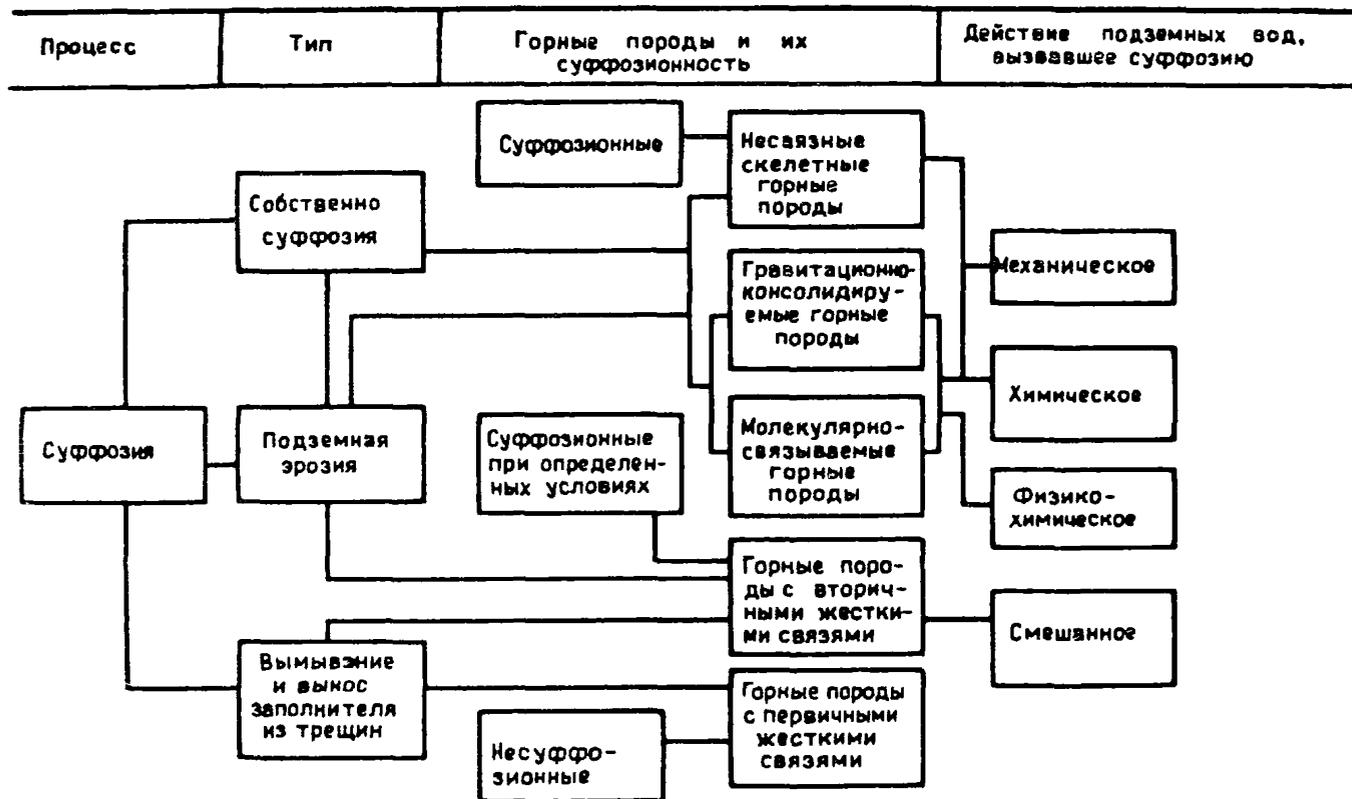 Процесс
Тип
Горные породы и их
суффозионность
Действие подземных вод,
вызвавшее суффозию
Суффозионные
Несвязные
скелетные
горные
породы
Собственно
суффозия
Механическое
Гравитационно-
консолидиру-
емые горные
породы
Химическое
Суффозия
Подземная
эрозия
Суффозионные
при определен-
ных условиях
Молекулярно-
связываемые
горные
породы
Физико-
химическое
Горные поро-
ды с вторич-
ными жестки-
ми связями
Смешанное
Вымывание
и вынос
заполнителя
из трещин
Горные породы
с первичными
жесткими
связями
Несуффо-
зионные